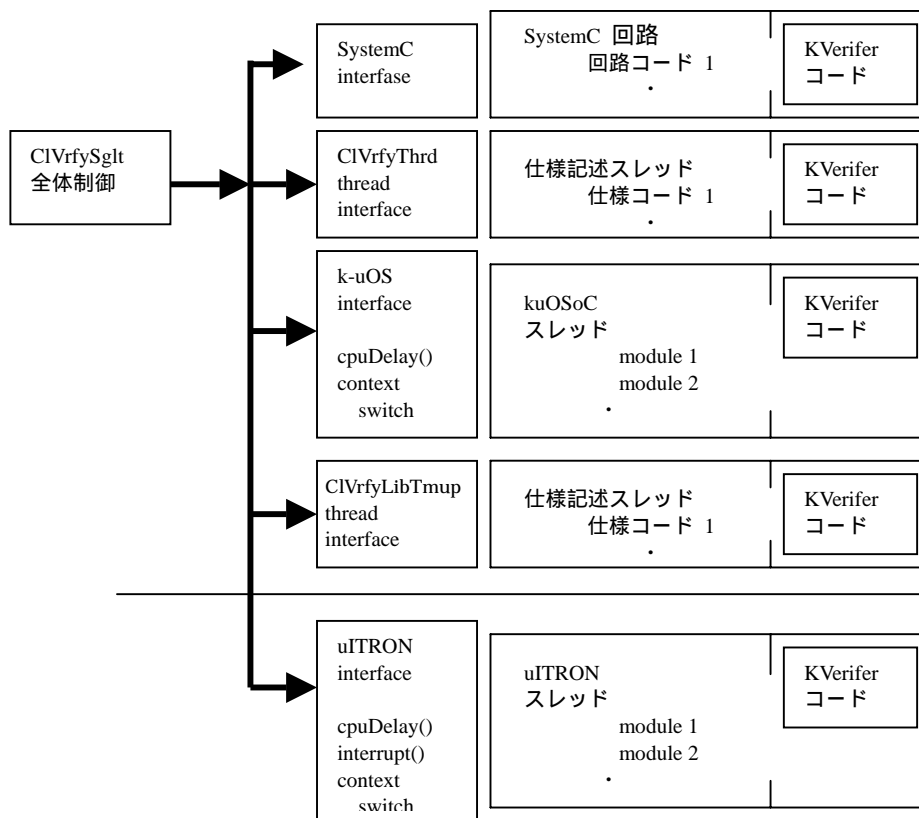 ClVrfySglt
全体制御
SystemC
interfase
SystemC 回路
回路コード 1
・
KVerifer
コード
ClVrfyThrd
thread
interface
仕様記述スレッド
仕様コード 1
・
KVerifer
コード
k-uOS
interface
cpuDelay()
context
switch
kuOSoC
スレッド
module 1
module 2
・
KVerifer
コード
ClVrfyLibTmup
thread
interface
仕様記述スレッド
仕様コード 1
・
KVerifer
コード
uITRON
interface
cpuDelay()
interrupt()
context
switch
uITRON
スレッド
module 1
module 2
・
KVerifer
コード